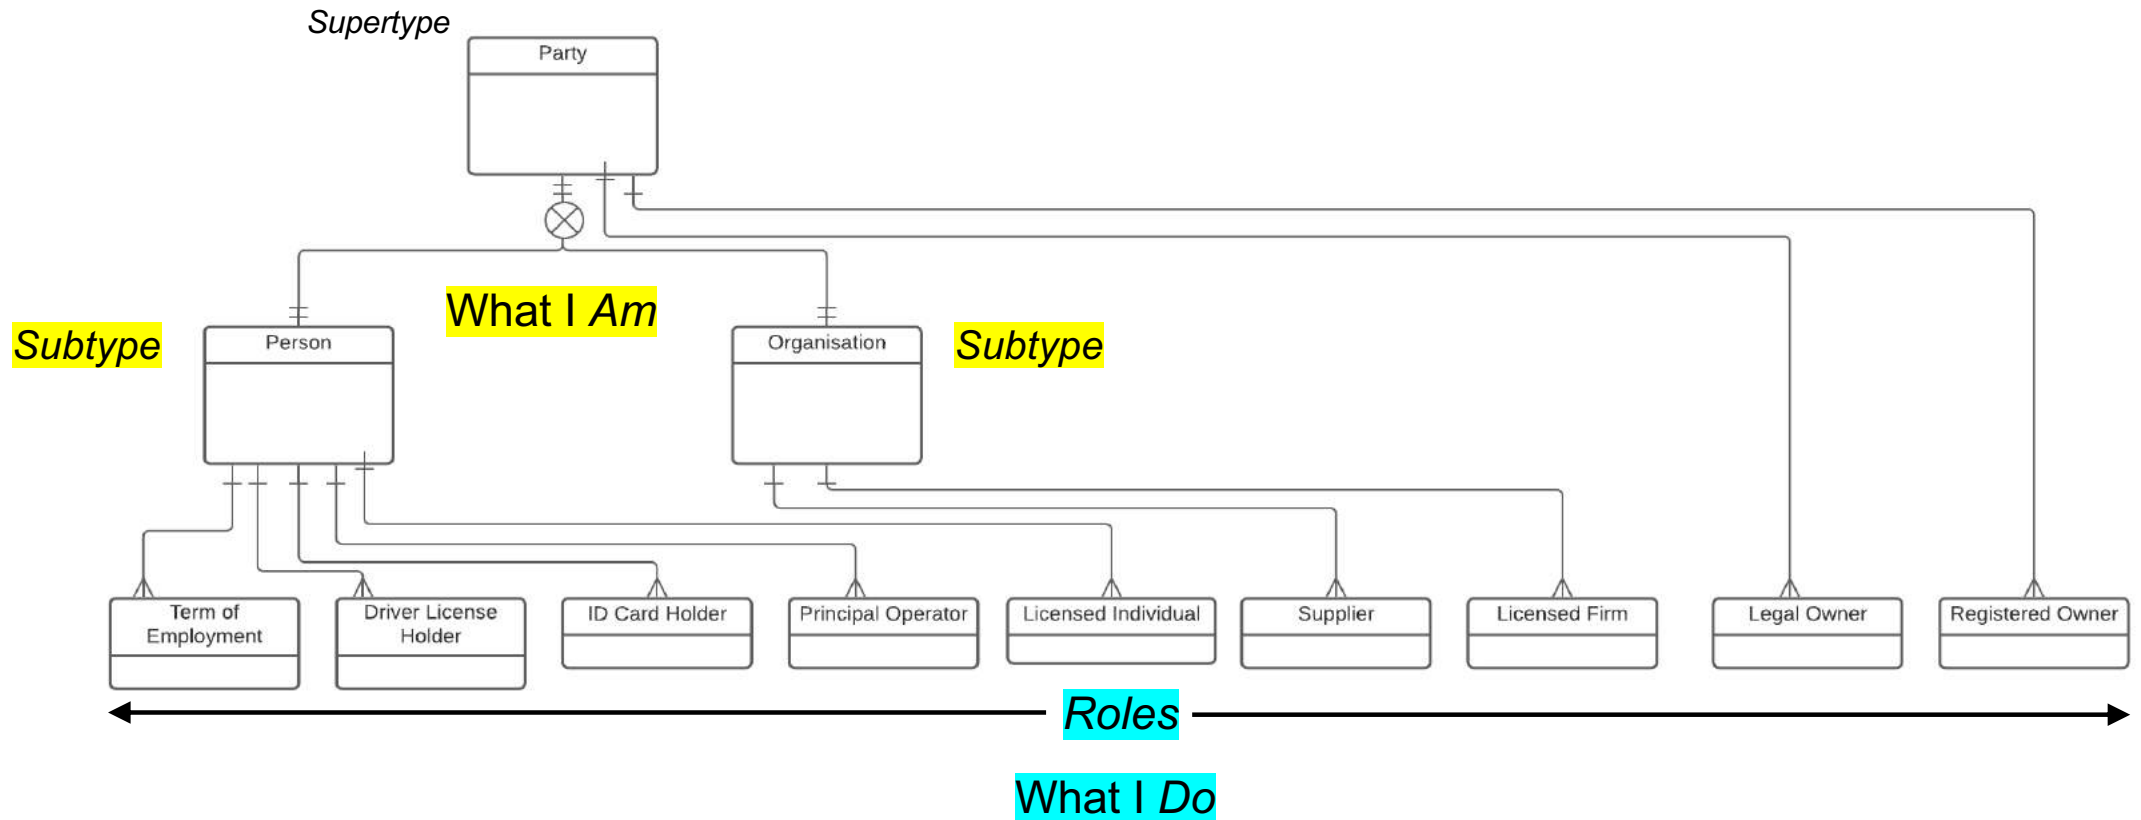 Supertype
Party
What I Am
Subtype
Person
Organisation
Subtype
Term of
Employment
Driver License
Holder
ID Card Holder
Principal Operator
Licensed Individual
Supplier
Licensed Firm
Legal Owner
Registered Owner
Roles
What I Do